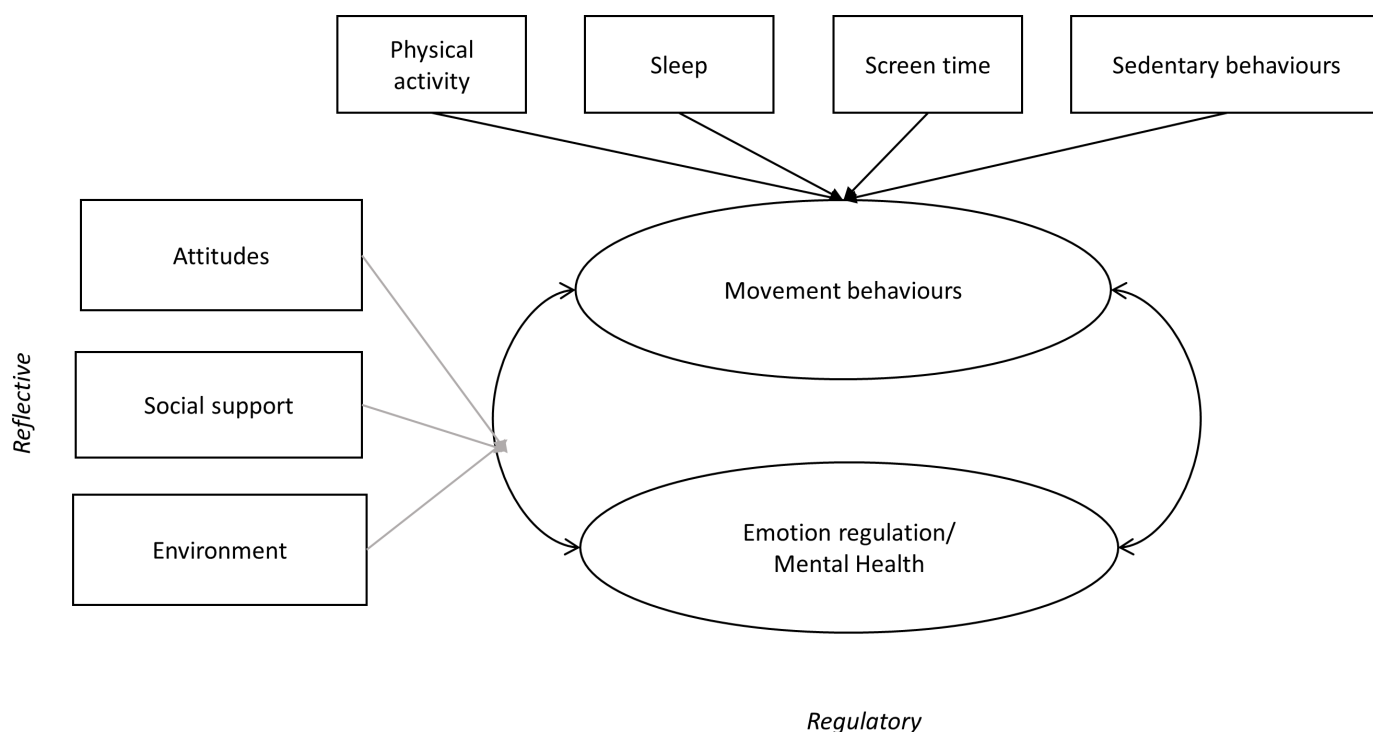 Physical
activity
Sleep
Screen time
Sedentary behaviours
Attitudes
Movement behaviours
Social support
Reflective
Environment
Emotion regulation/
Mental Health
Regulatory